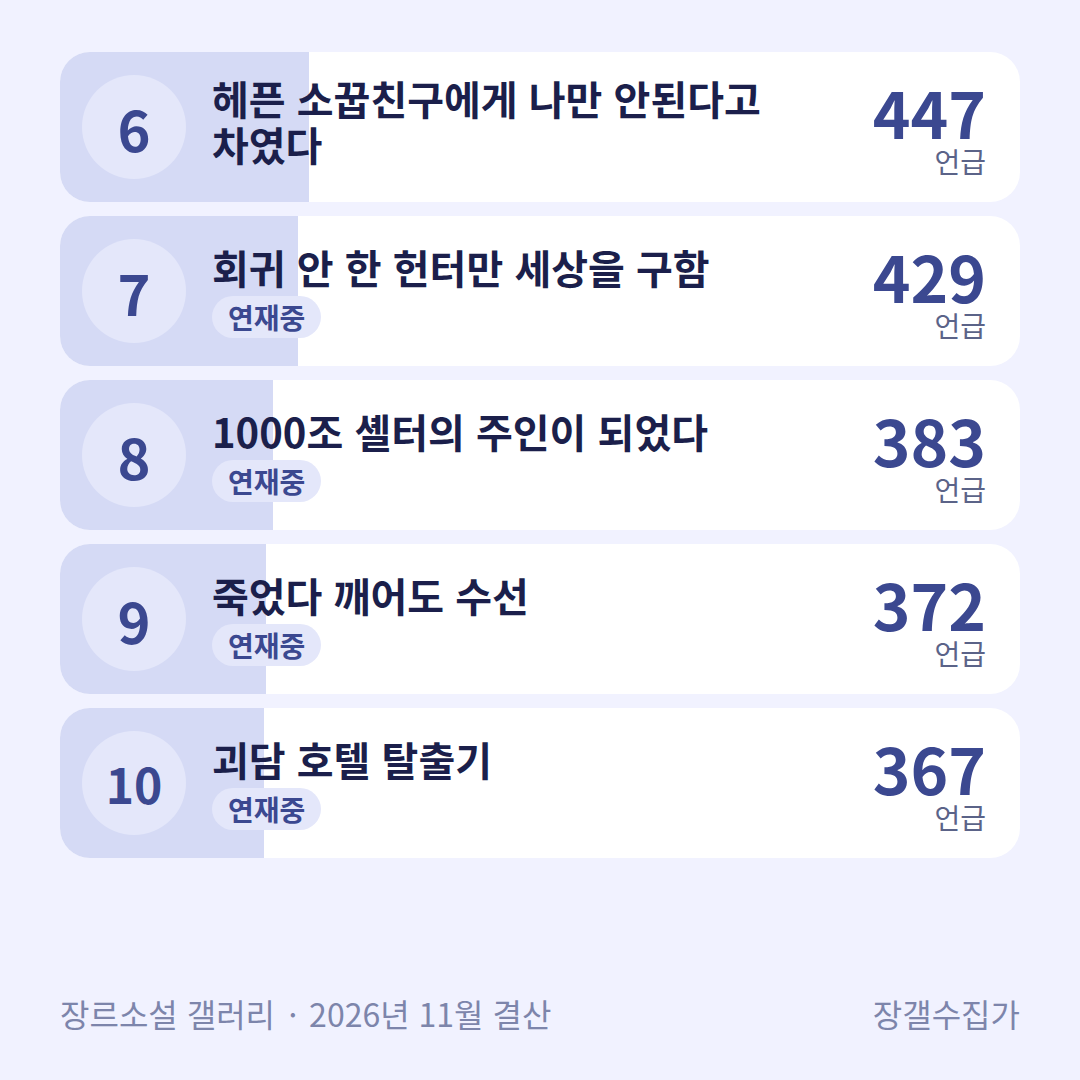 6
헤픈 소꿉친구에게 나만 안된다고
차였다
447
언급
7
회귀 안 한 헌터만 세상을 구함
연재중
429
언급
8
1000조 셸터의 주인이 되었다
연재중
383
언급
9
죽었다 깨어도 수선
연재중
372
언급
10
괴담 호텔 탈출기
연재중
367
언급
장르소설 갤러리 · 2026년 11월 결산
장갤수집가